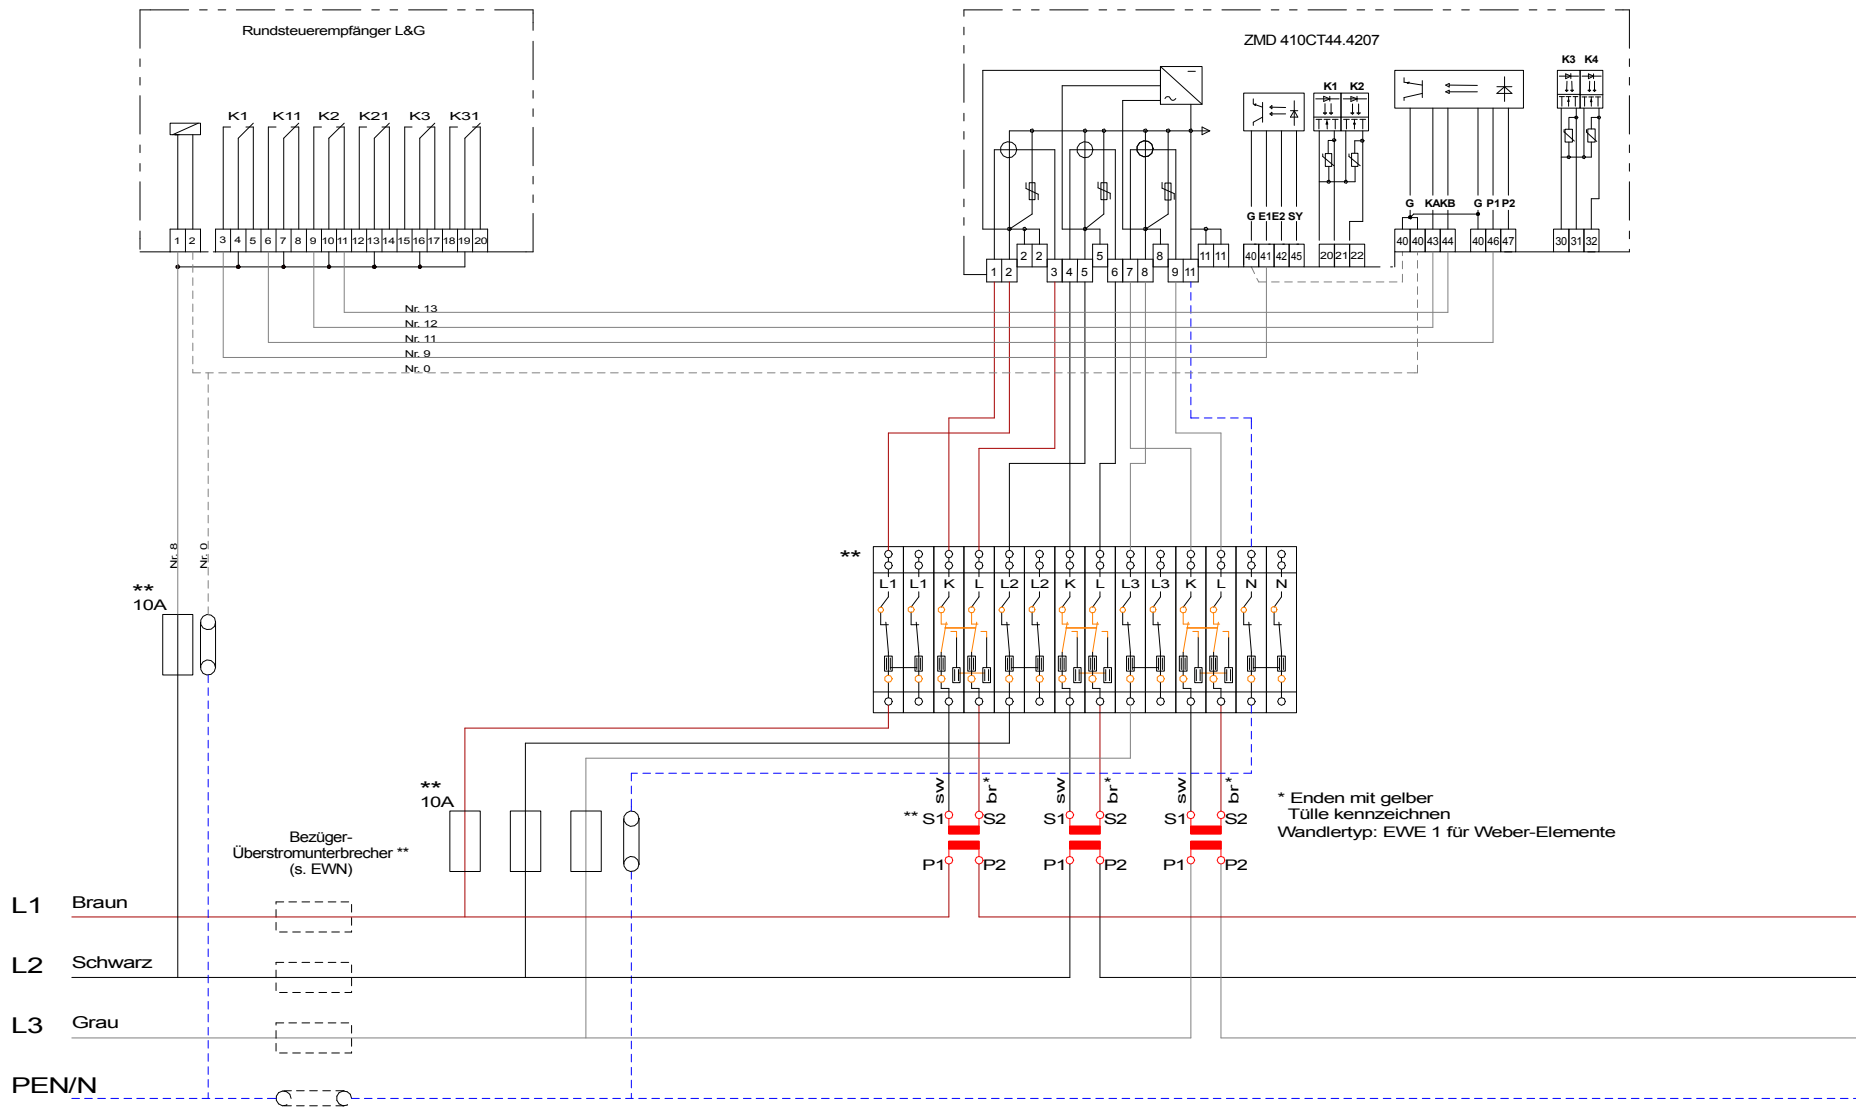 Rundsteuerempfänger L&G
ZMD 410CT44.4207
K3 K4
K1 K2
K1 K11 K2 K21 K3 K31
G E1 E2 SY
G KA KB G P1 P2
1 2 3 4 5 6 7 8 9 10 11 12 13 14 15 16 17 18 19 20
2 2 5 8 11 11
40 41 42 45 20 21 22
40 40 43 44 40 46 47 30 31 32
1 2 3 4 5 6 7 8 9 11
Nr. 13
Nr. 12
Nr. 11
Nr. 9
Nr. 0
Nr. 8
Nr. 0
**
L1 L1 K L L2 L2 K L L3 L3 K L N N
**
10A
**
10A
sw br* sw br* sw br*
** S1 S2 S1 S2 S1 S2
P1 P2 P1 P2 P1 P2
* Enden mit gelber
Tülle kennzeichnen
Wandlertyp: EWE 1 für Weber-Elemente
Bezüger-
Überstromunterbrecher **
(s. EWN)
L1 Braun
L2 Schwarz
L3 Grau
PEN/N